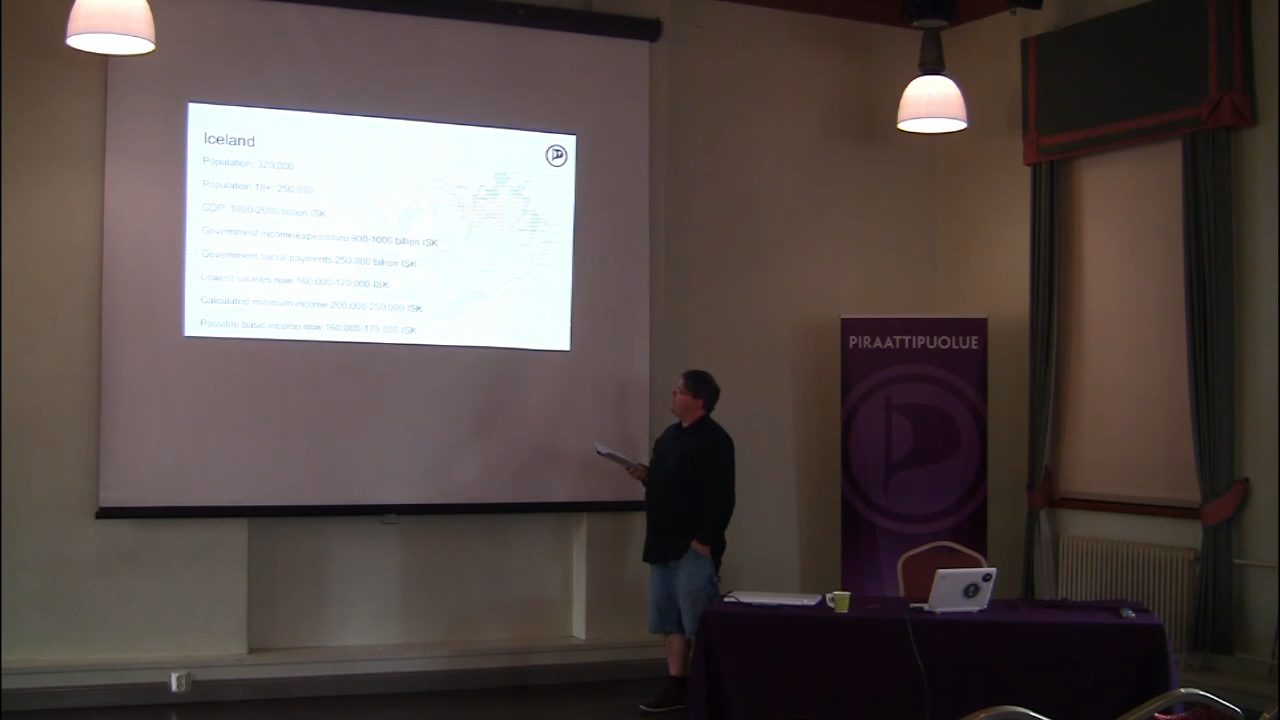 Iceland
Population: 320,000
Population 18+: 250.000
GDP: 1800-2000 billion ISK
Government income/expenditure 900-1000 billion ISK
Government social payments 250.000 billion ISK
Lowest salaries now 160.000-170.000 ISK
Calculated minimum income 200.000-250.000 ISK
Possible basic income now 160.000-170.000 ISK
PIRAATTIPUOLUE